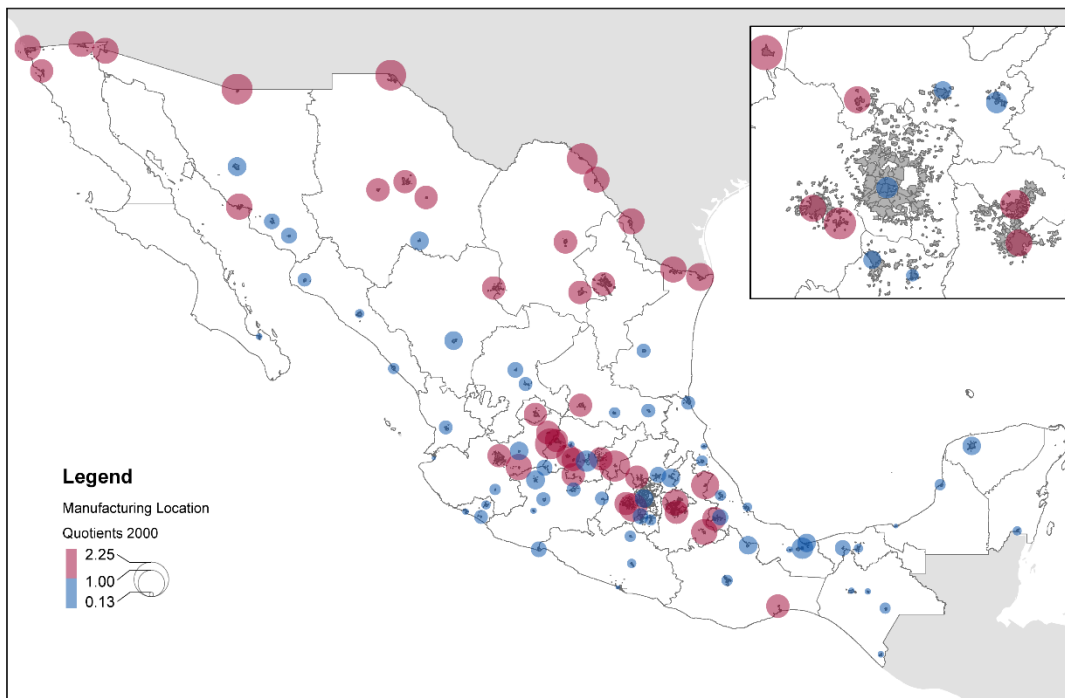 Legend
Manufacturing Location
Quotients 2000
2.25
1.00
0.13